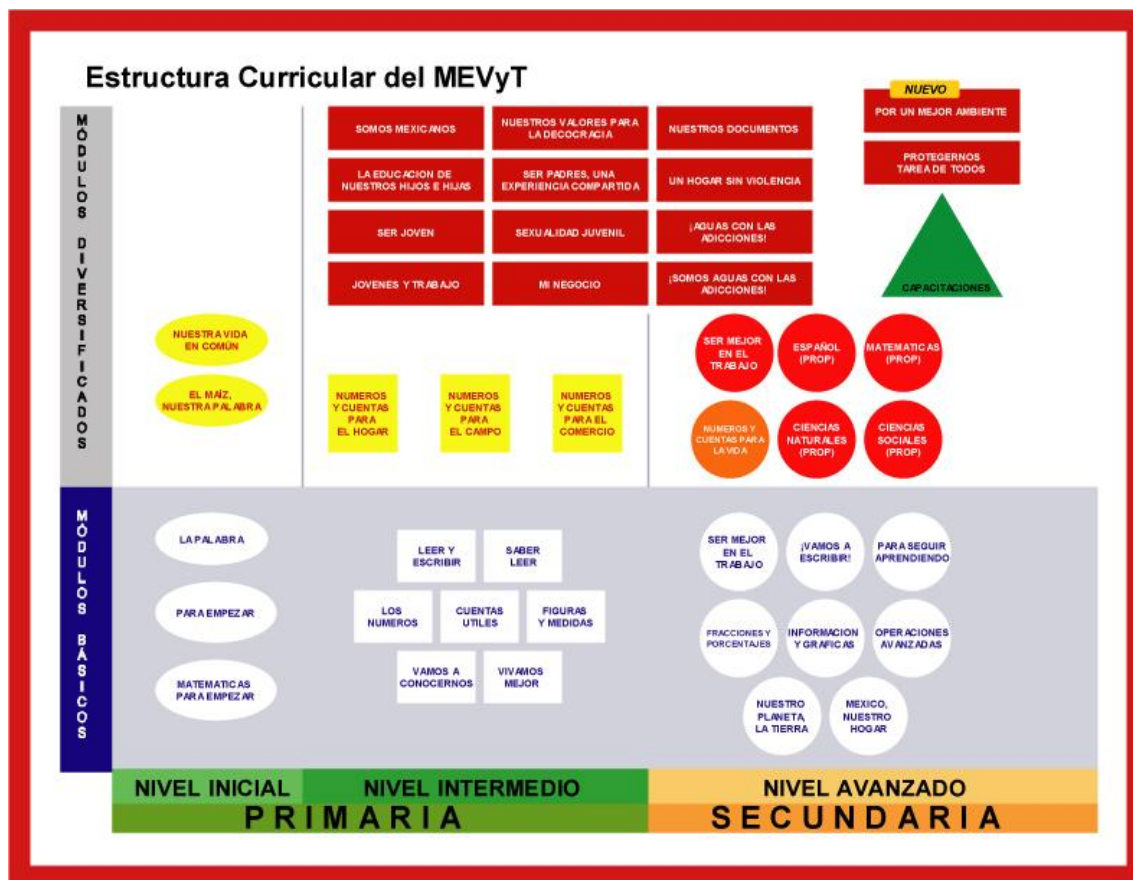 Estructura Curricular del MEVyT
MÓDULOS DIVERSIFICADOS
SOMOS MEXICANOS
NUESTROS VALORES PARA
LA DECOCRACIA
NUESTROS DOCUMENTOS
NUEVO
POR UN MEJOR AMBIENTE
LA EDUCACION DE
NUESTROS HIJOS E HIJAS
SER PADRES, UNA
EXPERIENCIA COMPARTIDA
UN HOGAR SIN VIOLENCIA
PROTEGERNOS
TAREA DE TODOS
SER JOVEN
SEXUALIDAD JUVENIL
¡AGUAS CON LAS
ADICCIONES!
JOVENES Y TRABAJO
MI NEGOCIO
¡SOMOS AGUAS CON LAS
ADICCIONES!
CAPACITACIONES
NUESTRA VIDA
EN COMÚN
EL MAÍZ,
NUESTRA PALABRA
NUMEROS
Y CUENTAS
PARA
EL HOGAR
NUMEROS
Y CUENTAS
PARA
EL CAMPO
NUMEROS
Y CUENTAS
PARA EL
COMERCIO
SER MEJOR
EN EL
TRABAJO
ESPAÑOL
(PROP)
MATEMATICAS
(PROP)
NUMEROS Y
CUENTAS PARA
LA VIDA
CIENCIAS
NATURALES
(PROP)
CIENCIAS
SOCIALES
(PROP)
MÓDULOS BÁSICOS
LA PALABRA
PARA EMPEZAR
MATEMATICAS
PARA EMPEZAR
LEER Y
ESCRIBIR
SABER
LEER
LOS
NUMEROS
CUENTAS
UTILES
FIGURAS
Y MEDIDAS
VAMOS A
CONOCERNOS
VIVAMOS
MEJOR
SER MEJOR
EN EL
TRABAJO
¡VAMOS A
ESCRIBIR!
PARA SEGUIR
APRENDIENDO
FRACCIONES Y
PORCENTAJES
INFORMACION
Y GRAFICAS
OPERACIONES
AVANZADAS
NUESTRO
PLANETA,
LA TIERRA
MEXICO,
NUESTRO
HOGAR
NIVEL INICIAL
NIVEL INTERMEDIO
NIVEL AVANZADO
PRIMARIA
SECUNDARIA